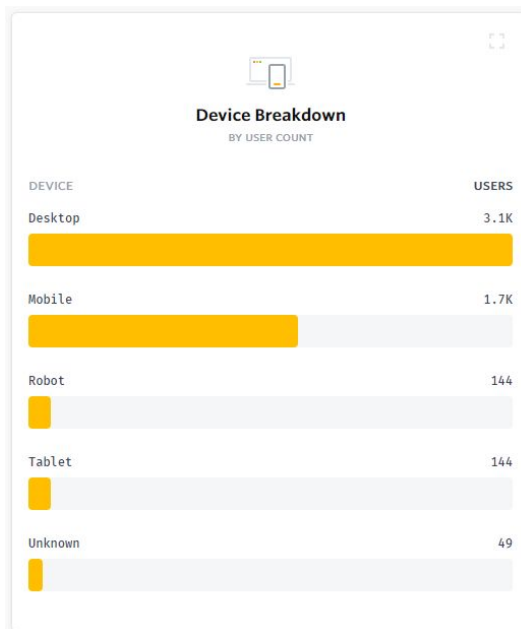 Device Breakdown
BY USER COUNT
DEVICE USERS
Desktop 3.1K
Mobile 1.7K
Robot 144
Tablet 144
Unknown 49